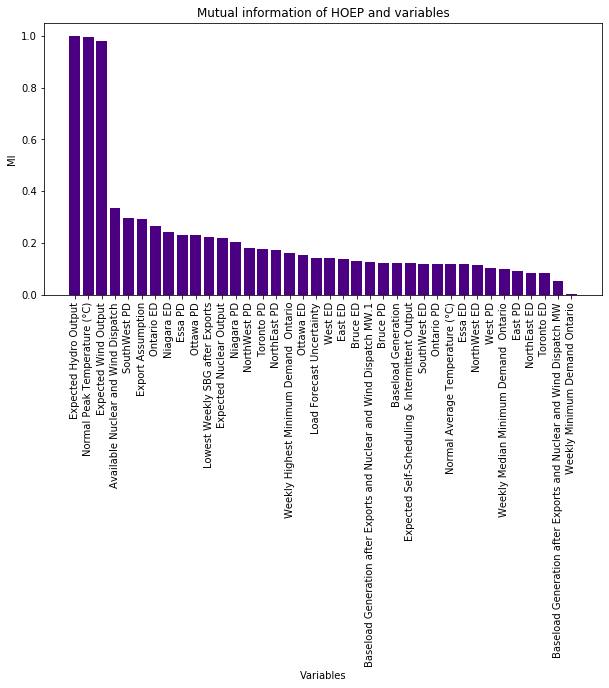 Mutual information of HOEP and variables
MI
1.0
0.8
0.6
0.4
0.2
0.0
Expected Hydro Output
Normal Peak Temperature (°C)
Expected Wind Output
Available Nuclear and Wind Dispatch
SouthWest PD
Export Assumption
Ontario ED
Niagara ED
Essa PD
Ottawa PD
Lowest Weekly SBG after Exports
Expected Nuclear Output
Niagara PD
NorthWest PD
Toronto PD
NorthEast PD
Weekly Highest Minimum Demand  Ontario
Ottawa ED
Load Forecast Uncertainty
West ED
East ED
Bruce ED
Baseload Generation after Exports and Nuclear and Wind Dispatch MW.1
Bruce PD
Baseload Generation
Expected Self-Scheduling & Intermittent Output
SouthWest ED
Ontario PD
Normal Average Temperature (°C)
Essa ED
NorthWest ED
West PD
Weekly Median Minimum Demand  Ontario
East PD
NorthEast ED
Toronto ED
Baseload Generation after Exports and Nuclear and Wind Dispatch MW
Weekly Minimum Demand Ontario
Variables